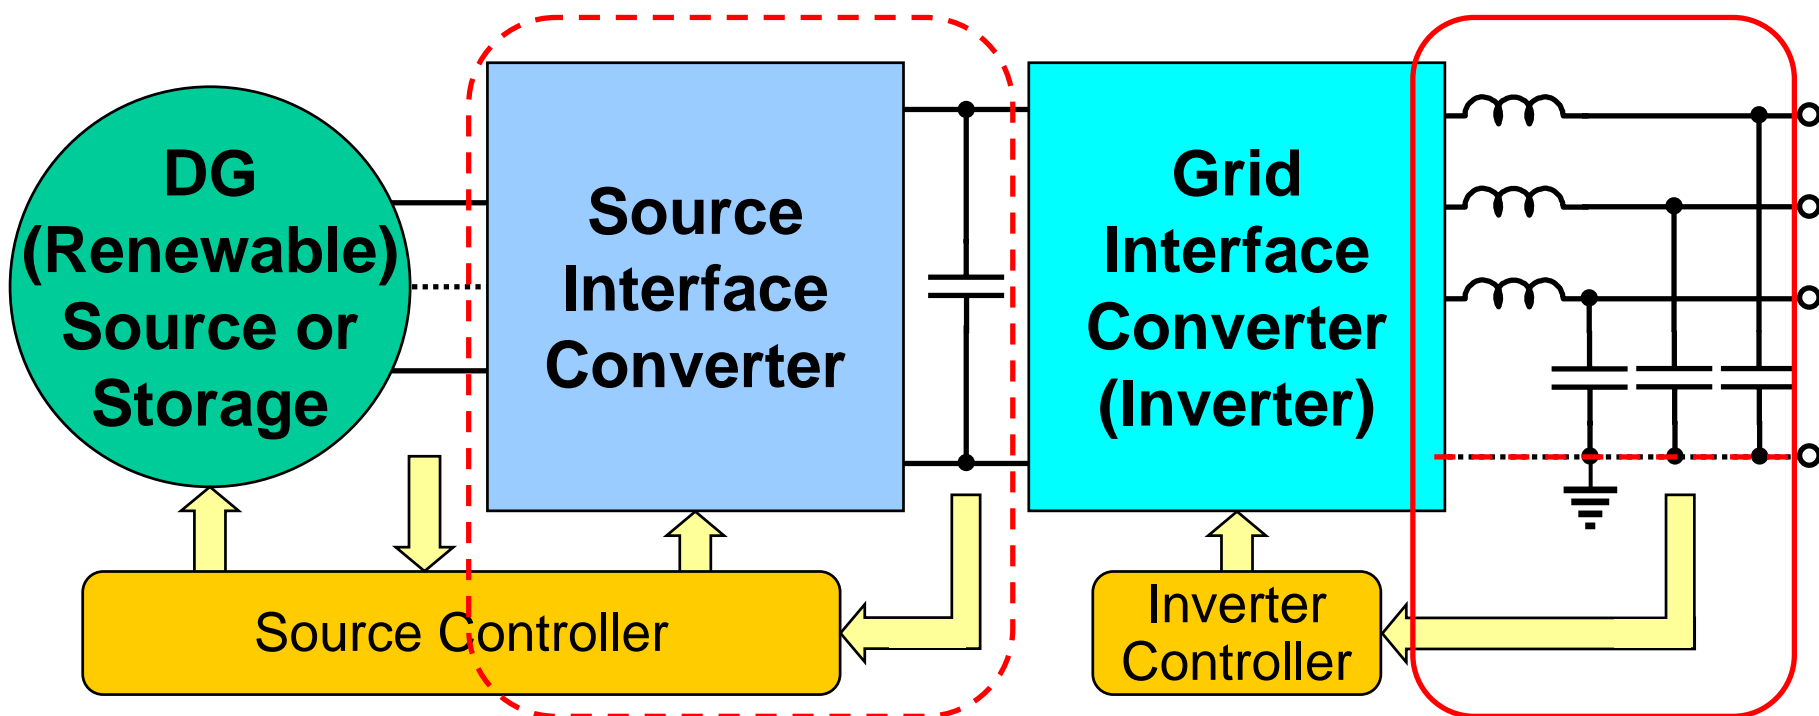 DG
(Renewable)
Source or
Storage
Source
Interface
Converter
Grid
Interface
Converter
(Inverter)
Source Controller
Inverter
Controller